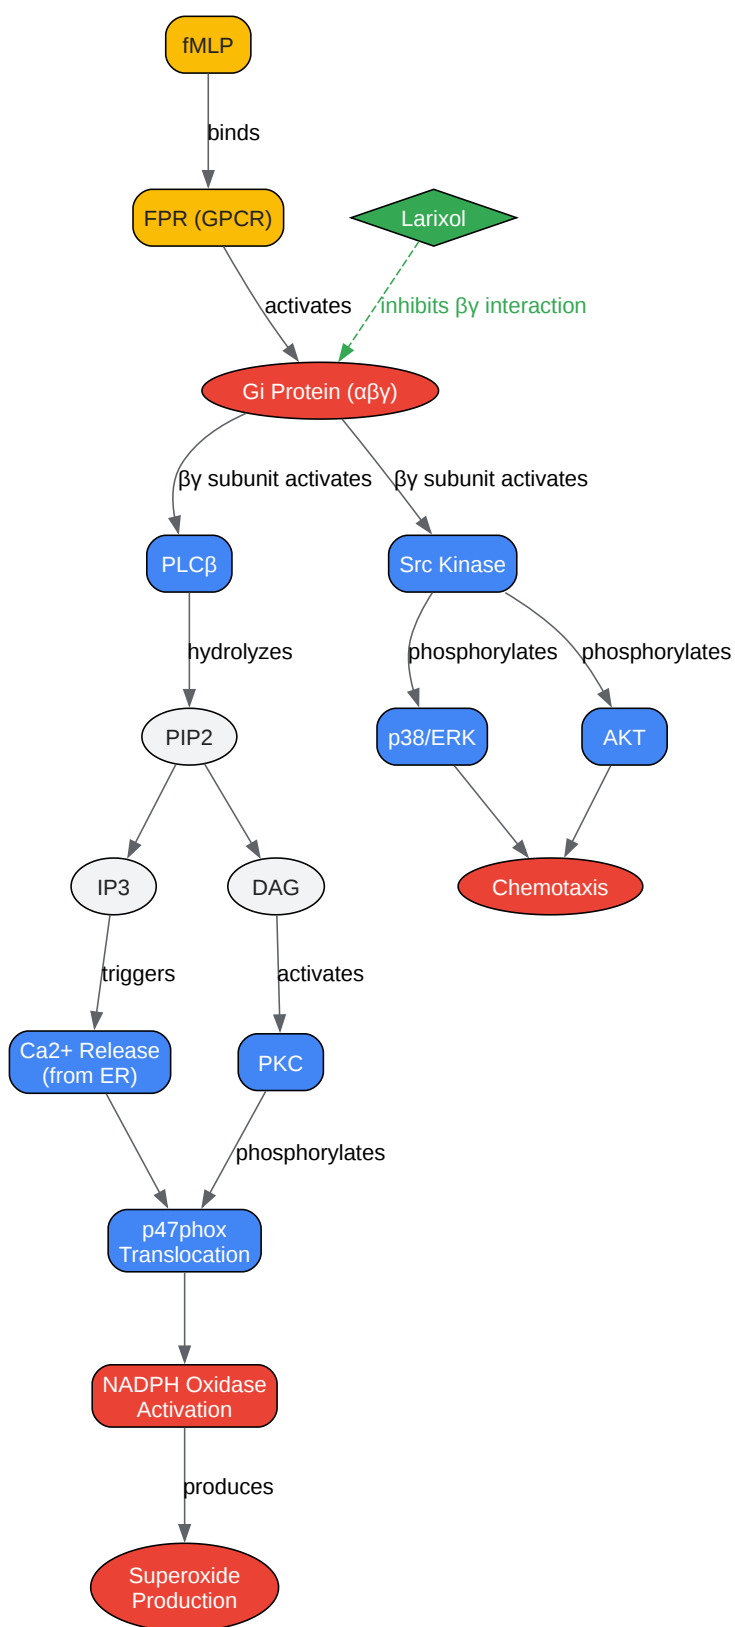 fMLP
binds
FPR (GPCR)
Larixol
activates
inhibits βγ interaction
Gi Protein (αβγ)
βγ subunit activates
βγ subunit activates
PLCβ
Src Kinase
hydrolyzes
phosphorylates
phosphorylates
PIP2
p38/ERK
AKT
IP3
DAG
Chemotaxis
triggers
activates
Ca2+ Release
(from ER)
PKC
phosphorylates
p47phox
Translocation
NADPH Oxidase
Activation
produces
Superoxide
Production